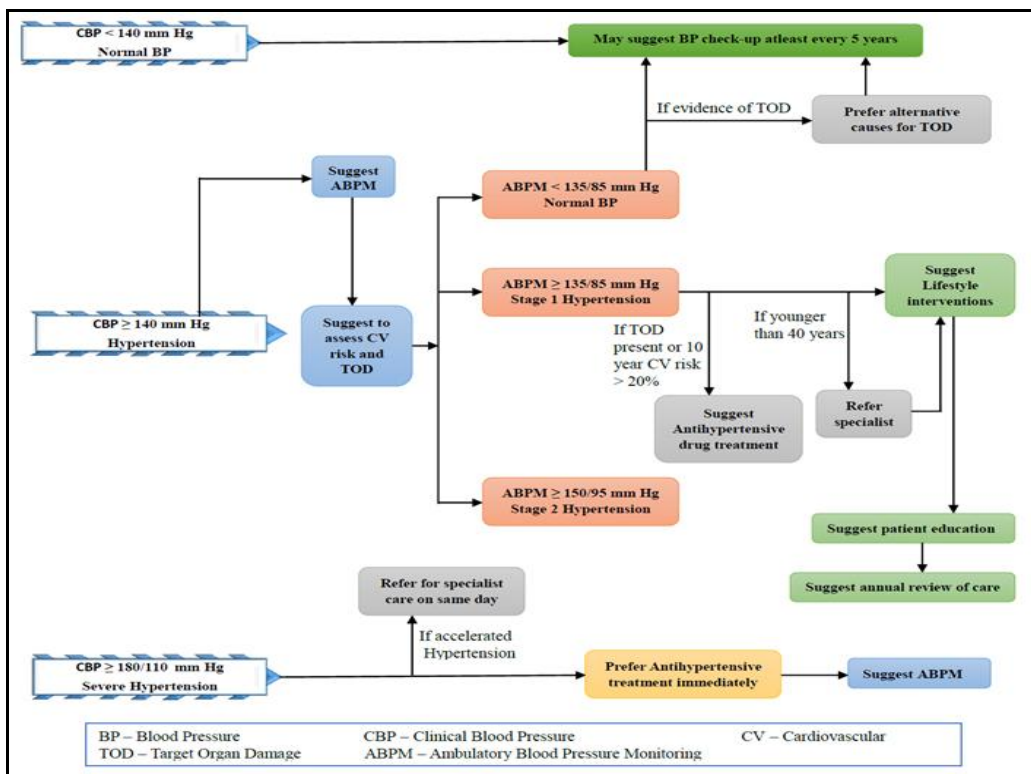 CBP < 140 mm Hg
Normal BP
May suggest BP check-up atleast every 5 years
If evidence of TOD
Prefer alternative
causes for TOD
Suggest
ABPM
ABPM < 135/85 mm Hg
Normal BP
CBP ≥ 140 mm Hg
Hypertension
Suggest to
assess CV
risk and
TOD
ABPM ≥ 135/85 mm Hg
Stage 1 Hypertension
If TOD
present or 10
year CV risk
> 20%
Suggest
Antihypertensive
drug treatment
If younger
than 40 years
Refer
specialist
Suggest
Lifestyle
interventions
ABPM ≥ 150/95 mm Hg
Stage 2 Hypertension
Suggest patient education
Suggest annual review of care
Refer for specialist
care on same day
If accelerated
Hypertension
CBP ≥ 180/110 mm Hg
Severe Hypertension
Prefer Antihypertensive
treatment immediately
Suggest ABPM
BP – Blood Pressure CBP – Clinical Blood Pressure CV – Cardiovascular
TOD – Target Organ Damage ABPM – Ambulatory Blood Pressure Monitoring